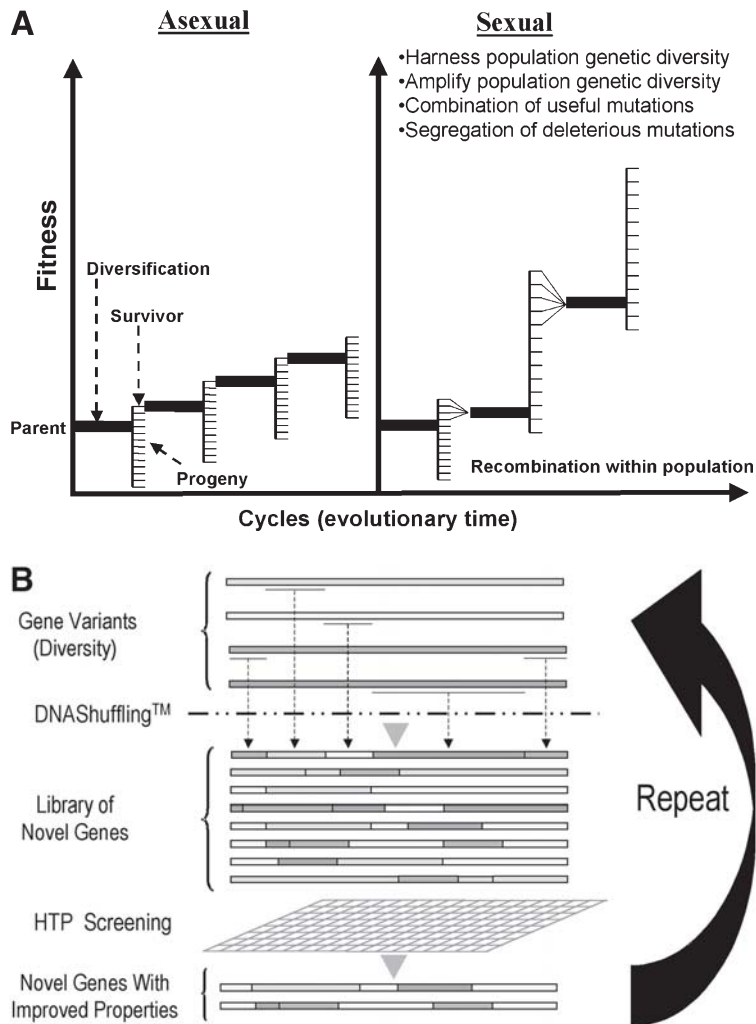 A
Asexual
Sexual
•Harness population genetic diversity
•Amplify population genetic diversity
•Combination of useful mutations
•Segregation of deleterious mutations
Fitness
Diversification
Survivor
Parent
Progeny
Recombination within population
Cycles (evolutionary time)
B
Gene Variants
(Diversity)
DNAShuffling™
Library of
Novel Genes
Repeat
HTP Screening
Novel Genes With
Improved Properties